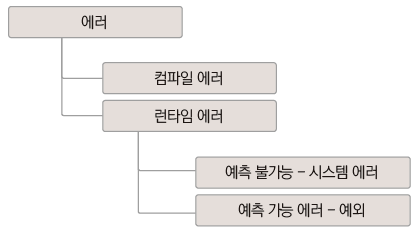 에러
컴파일 에러
런타임 에러
예측 불가능 – 시스템 에러
예측 가능 에러 – 예외